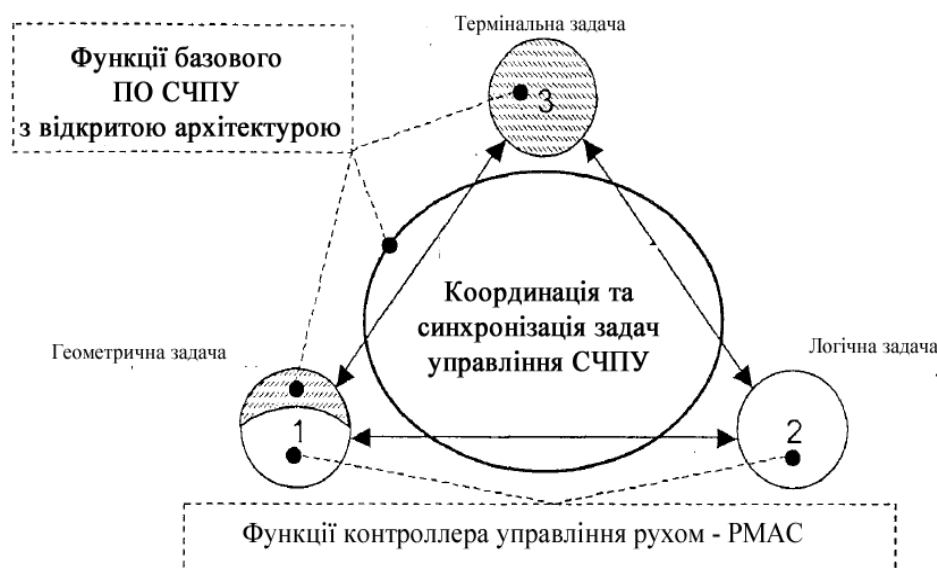 Термінальна задача
Функції базового
ПО СЧПУ
з відкритою архітектурою
3
Координація та
синхронізація задач
управління СЧПУ
Геометрична задача
Логічна задача
1
2
Функції контроллера управління рухом - PMAC